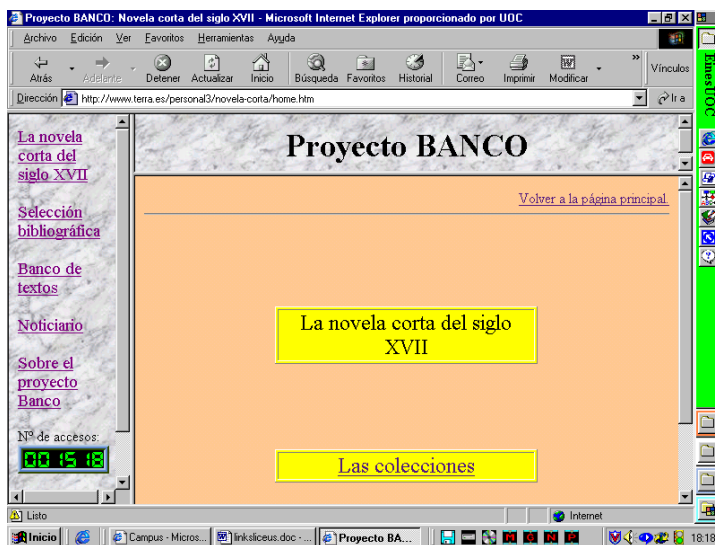 Proyecto BANCO: Novela corta del siglo XVII - Microsoft Internet Explorer proporcionado por UOC
Archivo Edición Ver Favoritos Herramientas Ayuda
Atrás Adelante Detener Actualizar Inicio Búsqueda Favoritos Historial Correo Imprimir Modificar » Vínculos
Dirección http://www.terra.es/personal3/novela-corta/home.htm Ir a
La novela
corta del
siglo XVII
Selección
bibliográfica
Banco de
textos
Noticiario
Sobre el
proyecto
Banco
Nº de accesos:
001518
Proyecto BANCO
Volver a la página principal.
La novela corta del siglo
XVII
Las colecciones
EinesUOC
Listo Internet
Inicio Campus - Micros... linksliceus.doc - ... Proyecto BA... M G N P 18:18